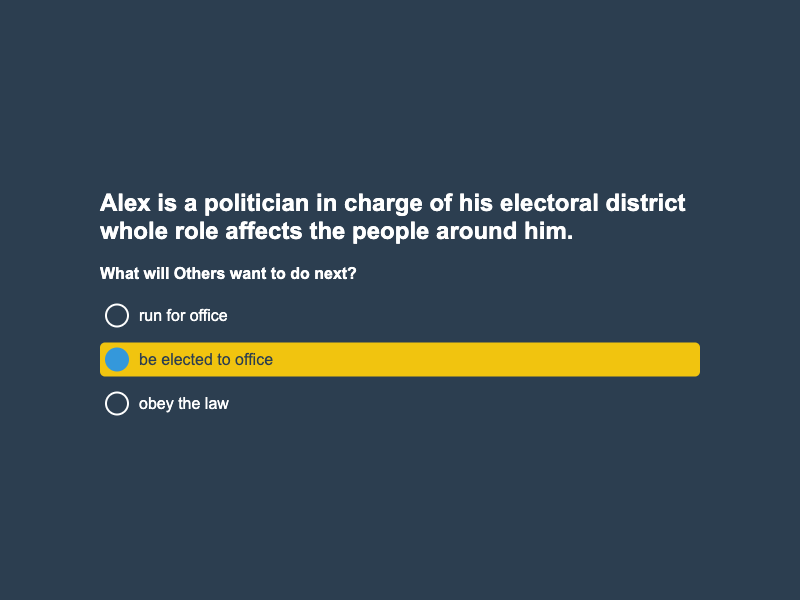 Alex is a politician in charge of his electoral district
whole role affects the people around him.
What will Others want to do next?
run for office
be elected to office
obey the law